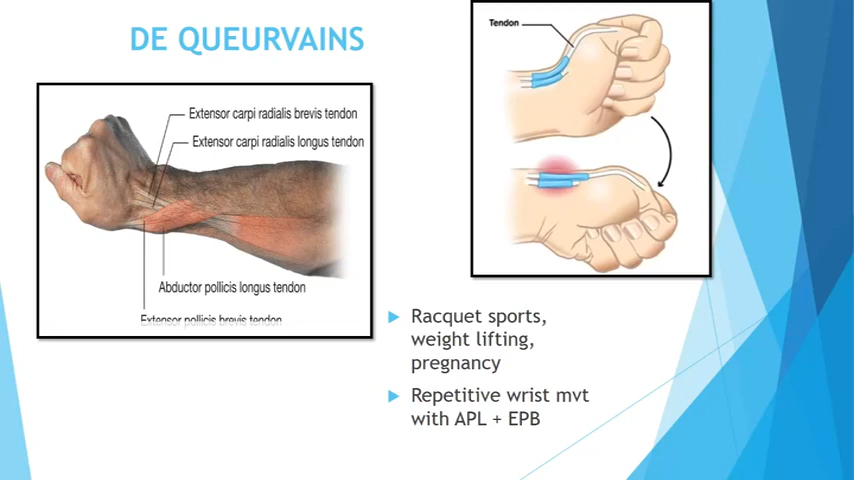 DE QUEURVAINS
Tendon
Extensor carpi radialis brevis tendon
Extensor carpi radialis longus tendon
Abductor pollicis longus tendon
Extensor pollicis brevis tendon
Racquet sports,
weight lifting,
pregnancy
Repetitive wrist mvt
with APL + EPB